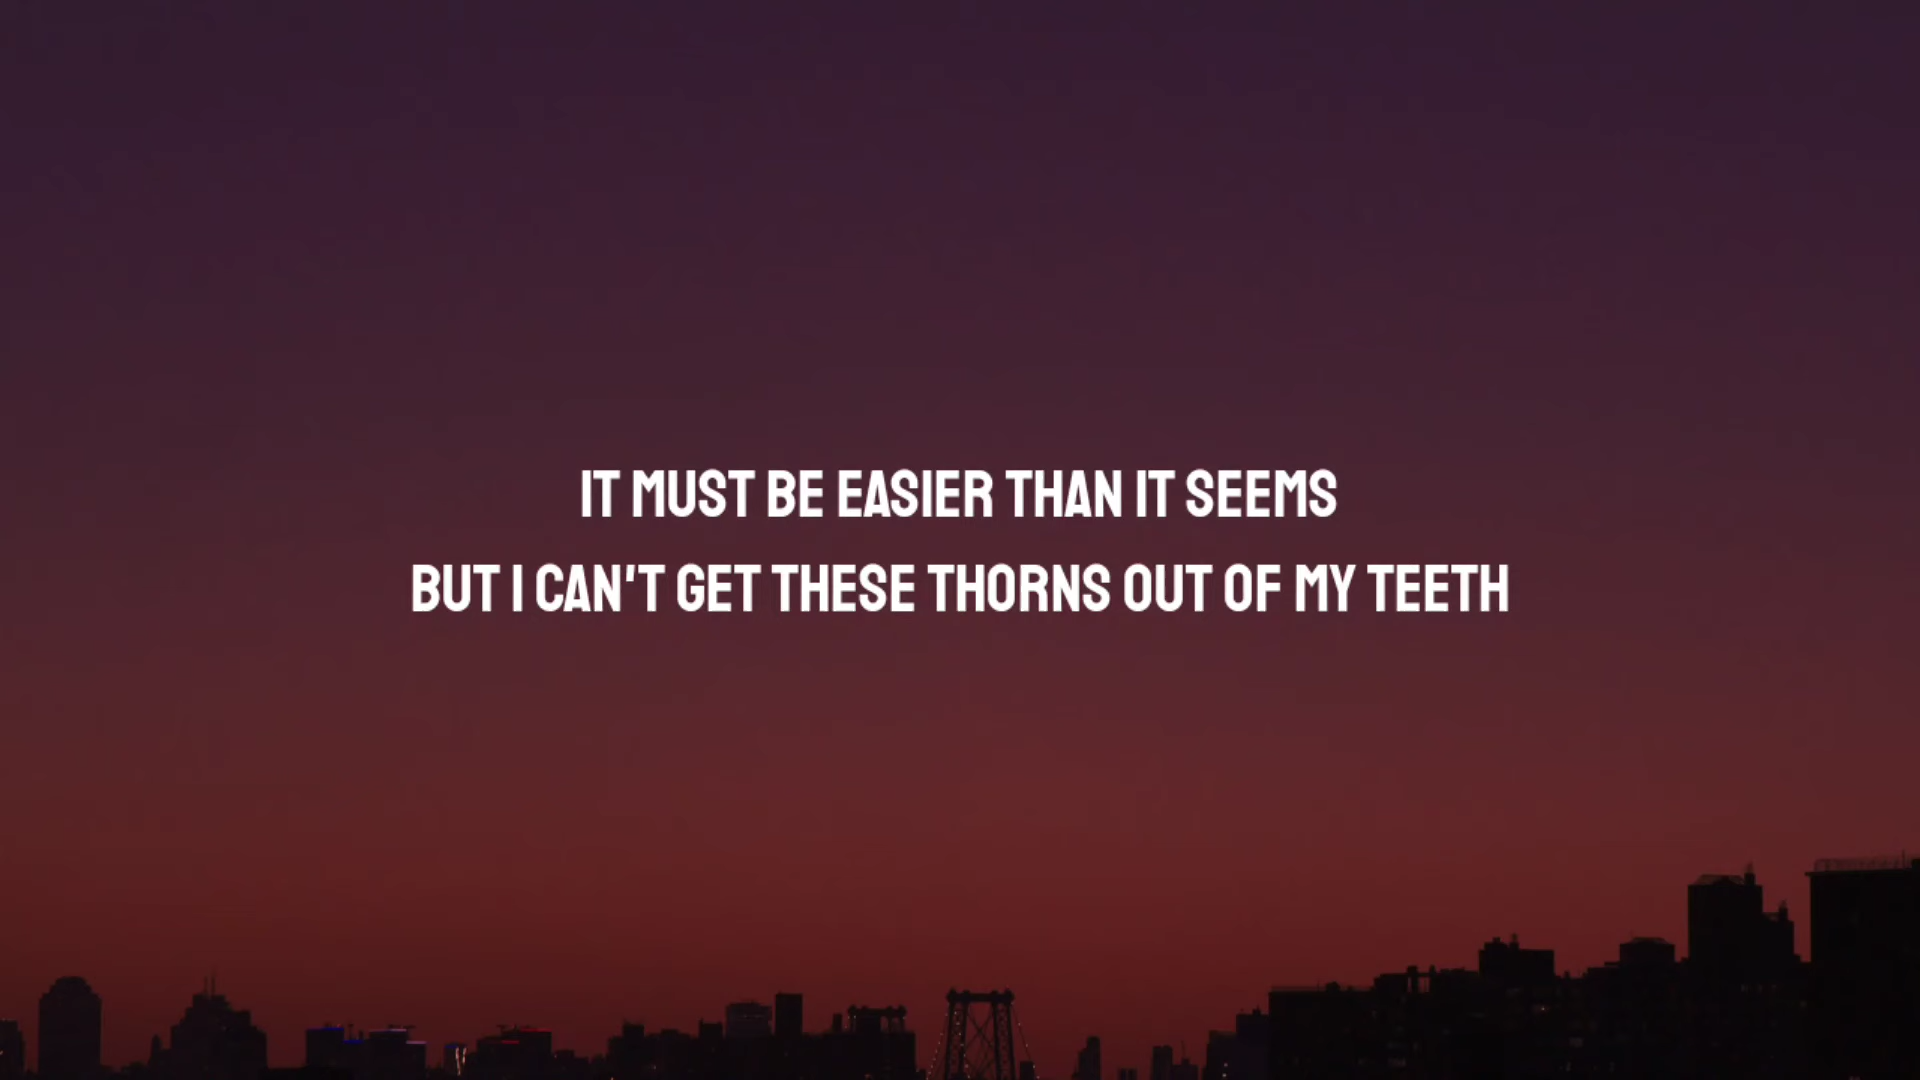 IT MUST BE EASIER THAN IT SEEMS
BUT I CAN'T GET THESE THORNS OUT OF MY TEETH